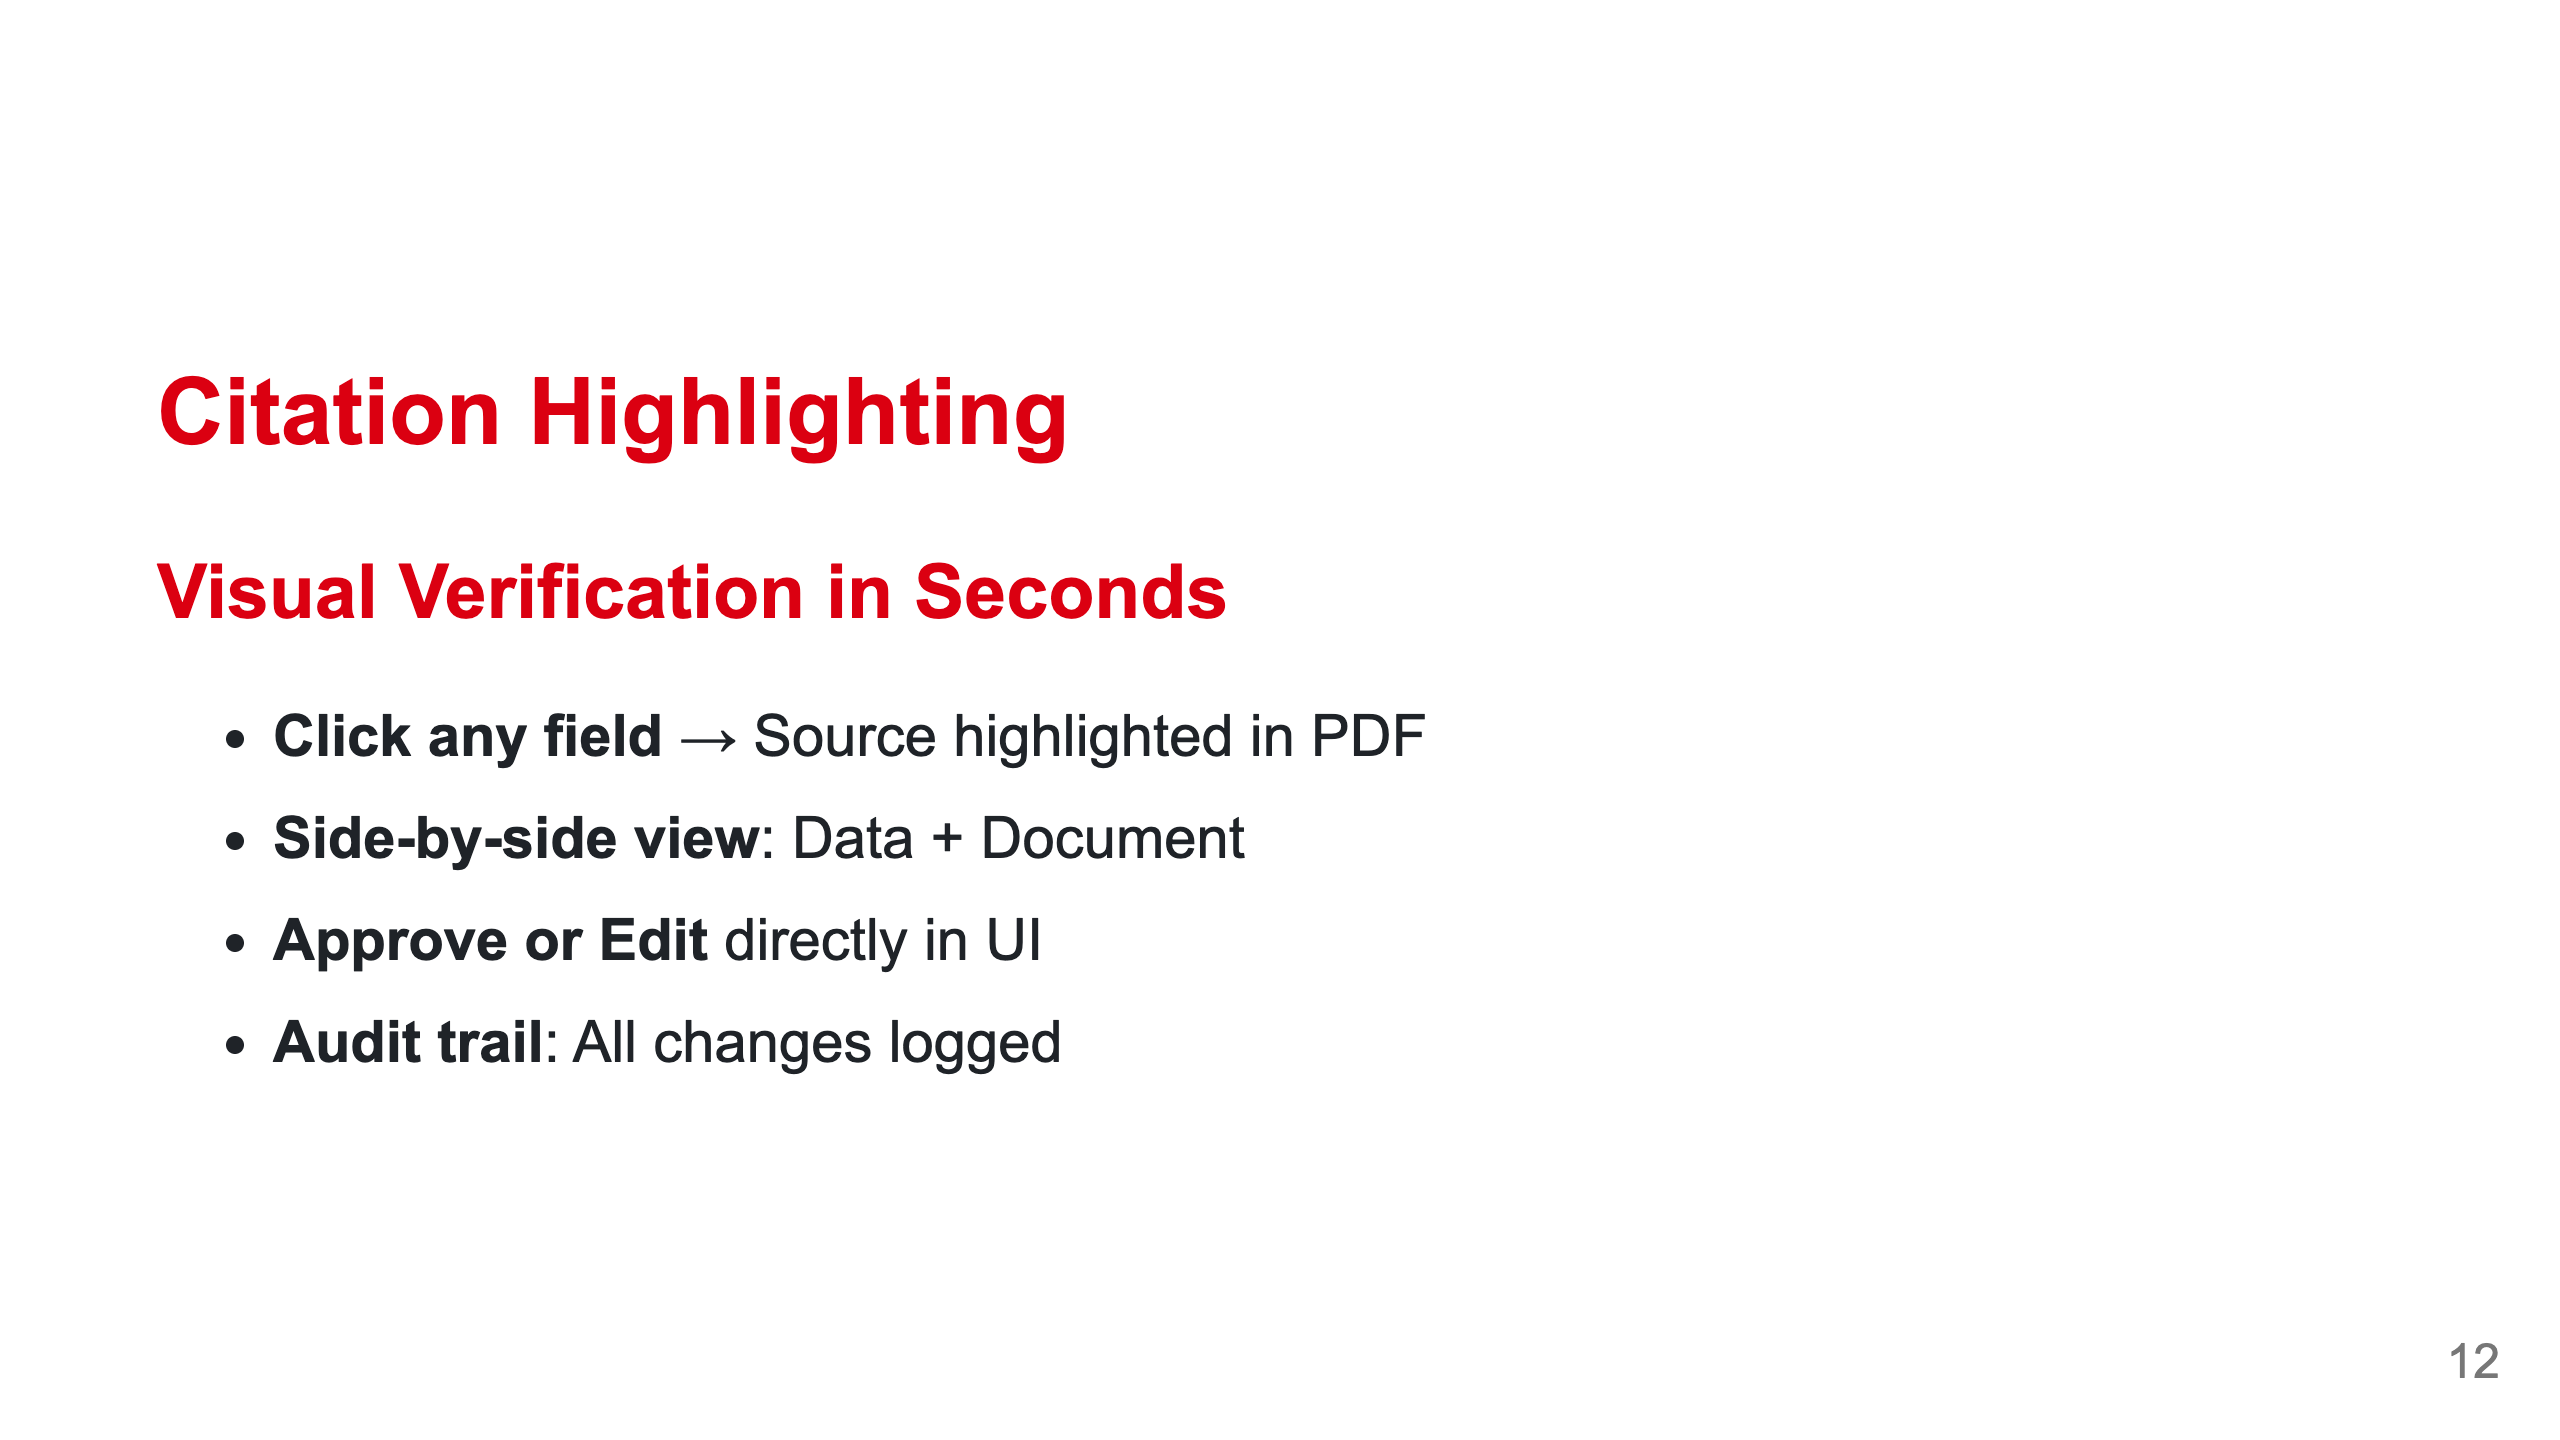 Citation Highlighting
Visual Verification in Seconds
• Click any field → Source highlighted in PDF
• Side-by-side view: Data + Document
• Approve or Edit directly in UI
• Audit trail: All changes logged
12